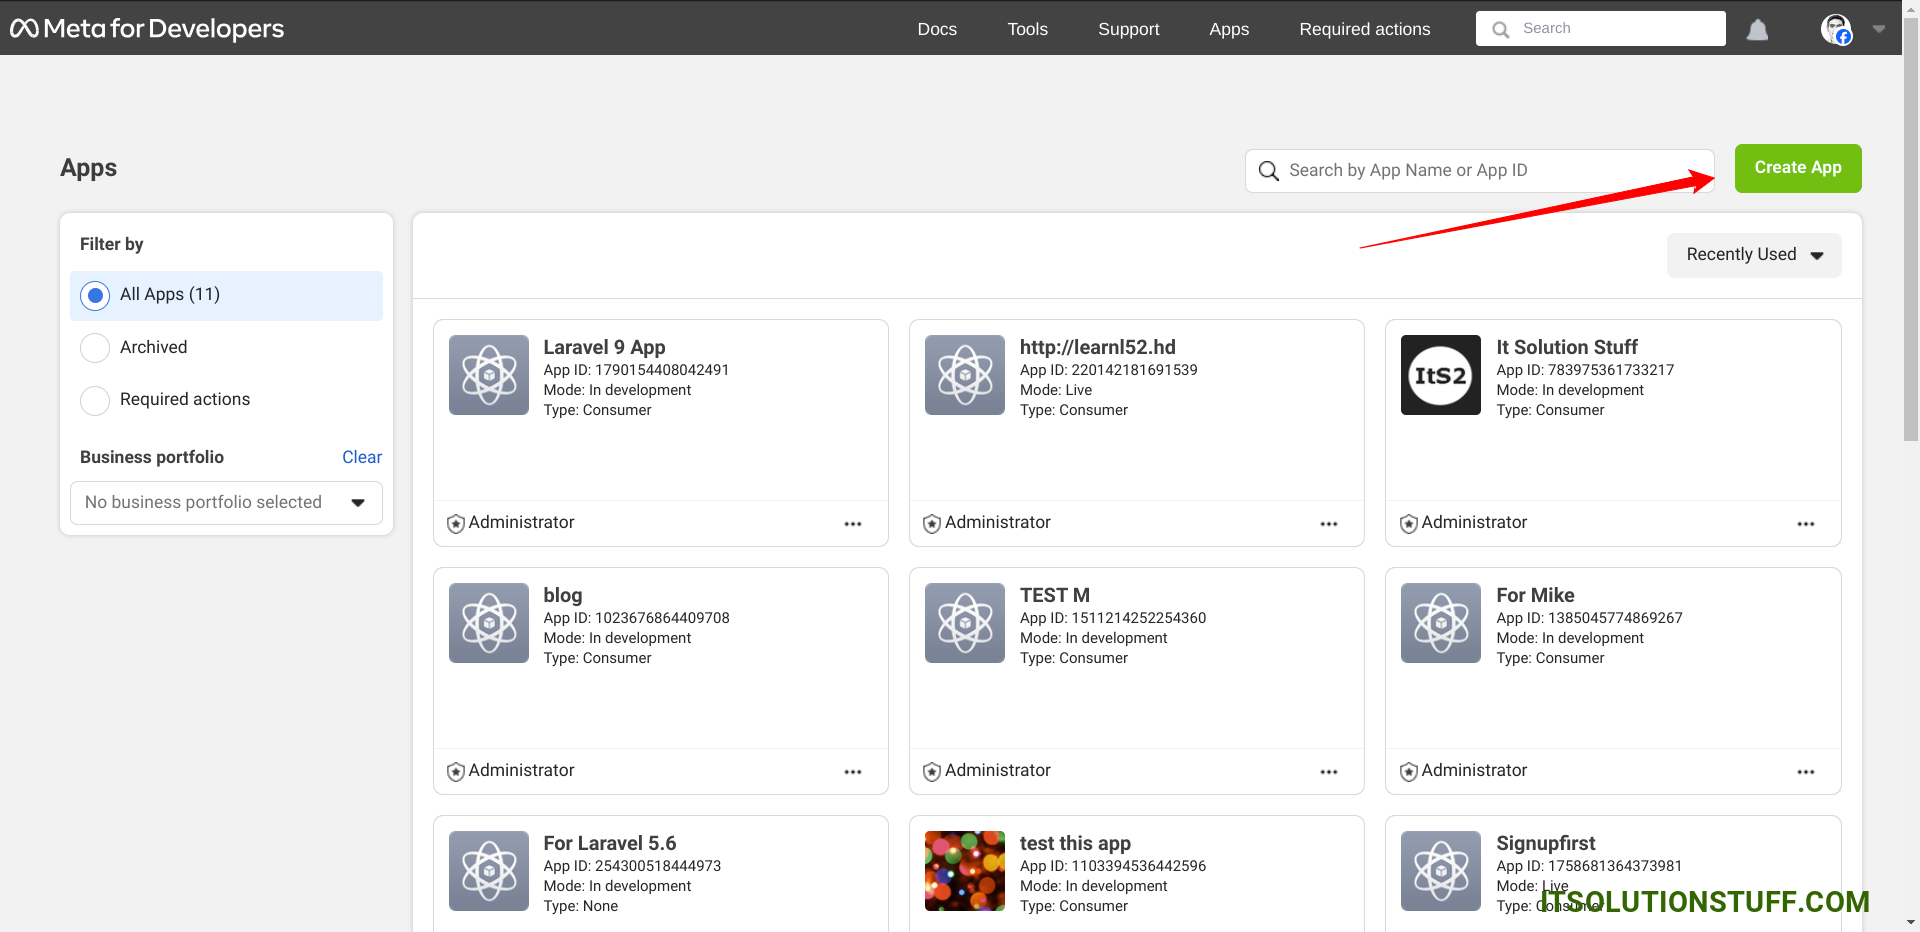 Meta for Developers
Docs
Tools
Support
Apps
Required actions
Search
Apps
Search by App Name or App ID
Create App
Filter by
All Apps (11)
Archived
Required actions
Business portfolio
Clear
No business portfolio selected
Recently Used
Laravel 9 App
App ID: 1790154408042491
Mode: In development
Type: Consumer
Administrator
http://learnl52.hd
App ID: 220142181691539
Mode: Live
Type: Consumer
Administrator
ItS2
It Solution Stuff
App ID: 783975361733217
Mode: In development
Type: Consumer
Administrator
blog
App ID: 1023676864409708
Mode: In development
Type: Consumer
Administrator
TEST M
App ID: 1511214252254360
Mode: In development
Type: Consumer
Administrator
For Mike
App ID: 1385045774869267
Mode: In development
Type: Consumer
Administrator
For Laravel 5.6
App ID: 254300518444973
Mode: In development
Type: None
test this app
App ID: 1103394536442596
Mode: In development
Type: Consumer
Signupfirst
App ID: 1758681364373981
Mode: Live
Type: Consumer
ITSOLUTIONSTUFF.COM